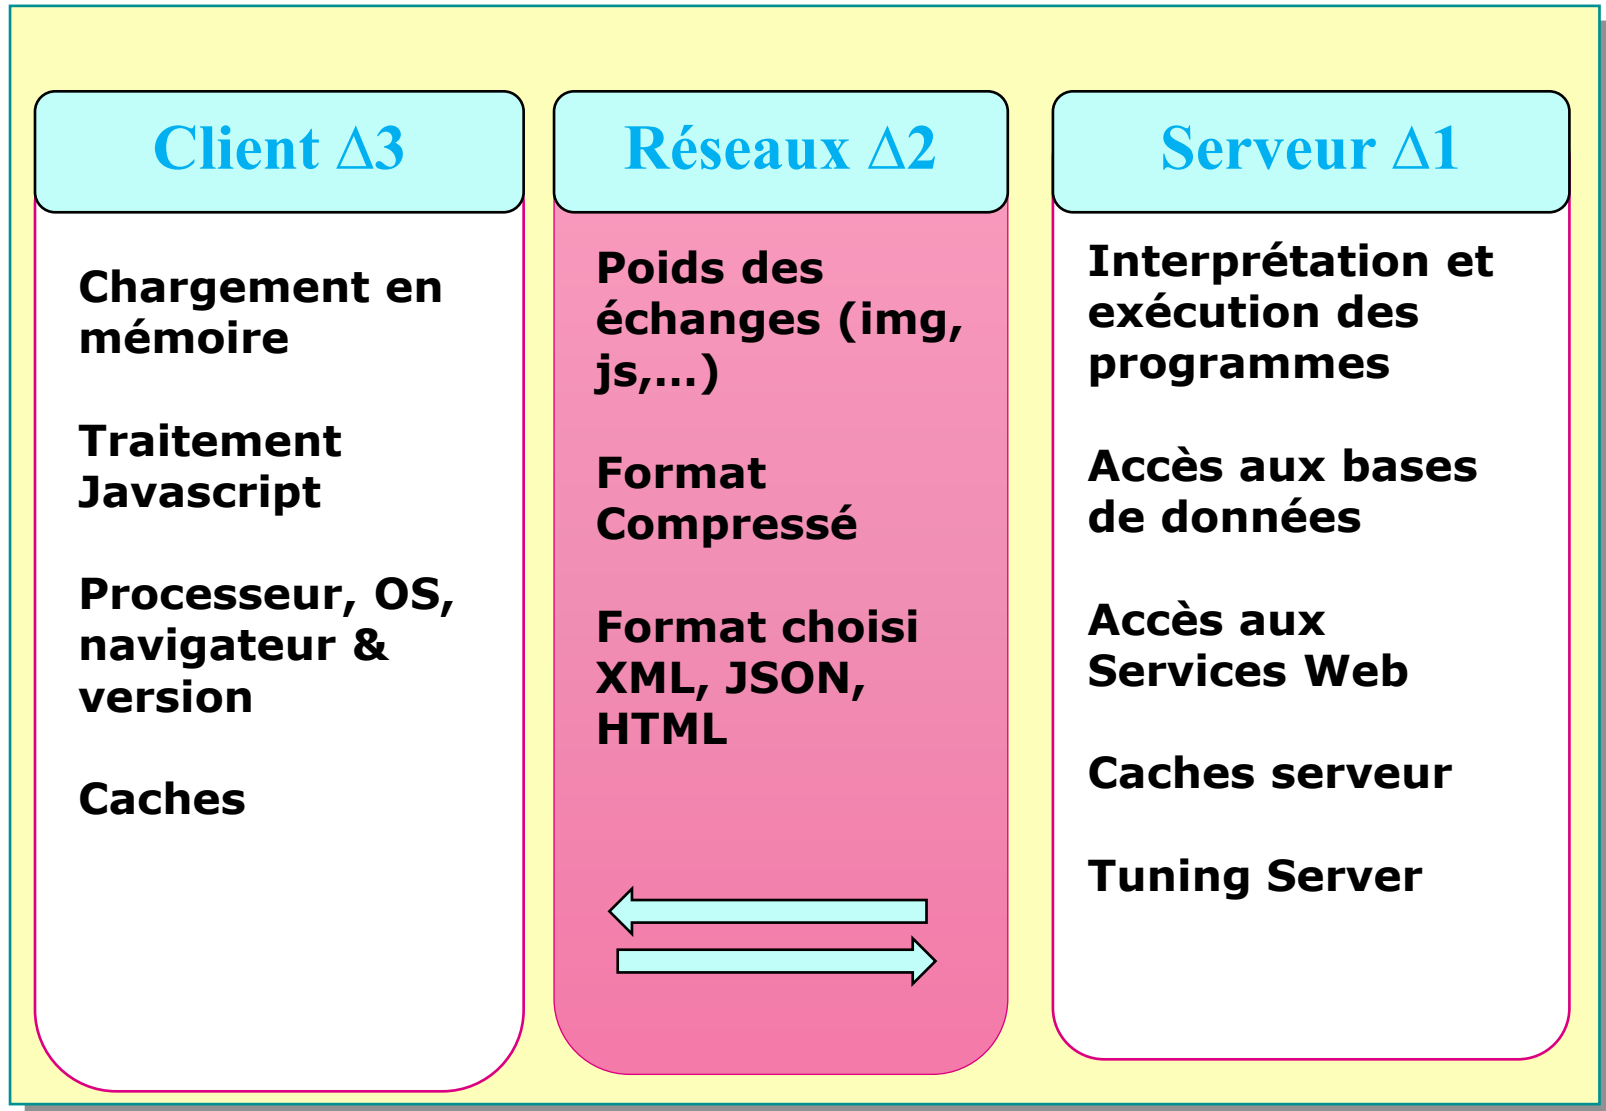 Client Δ3
Chargement en
mémoire
Traitement
Javascript
Processeur, OS,
navigateur &
version
Caches
Réseaux Δ2
Poids des
échanges (img,
js,…)
Format
Compressé
Format choisi
XML, JSON,
HTML
Serveur Δ1
Interprétation et
exécution des
programmes
Accès aux bases
de données
Accès aux
Services Web
Caches serveur
Tuning Server